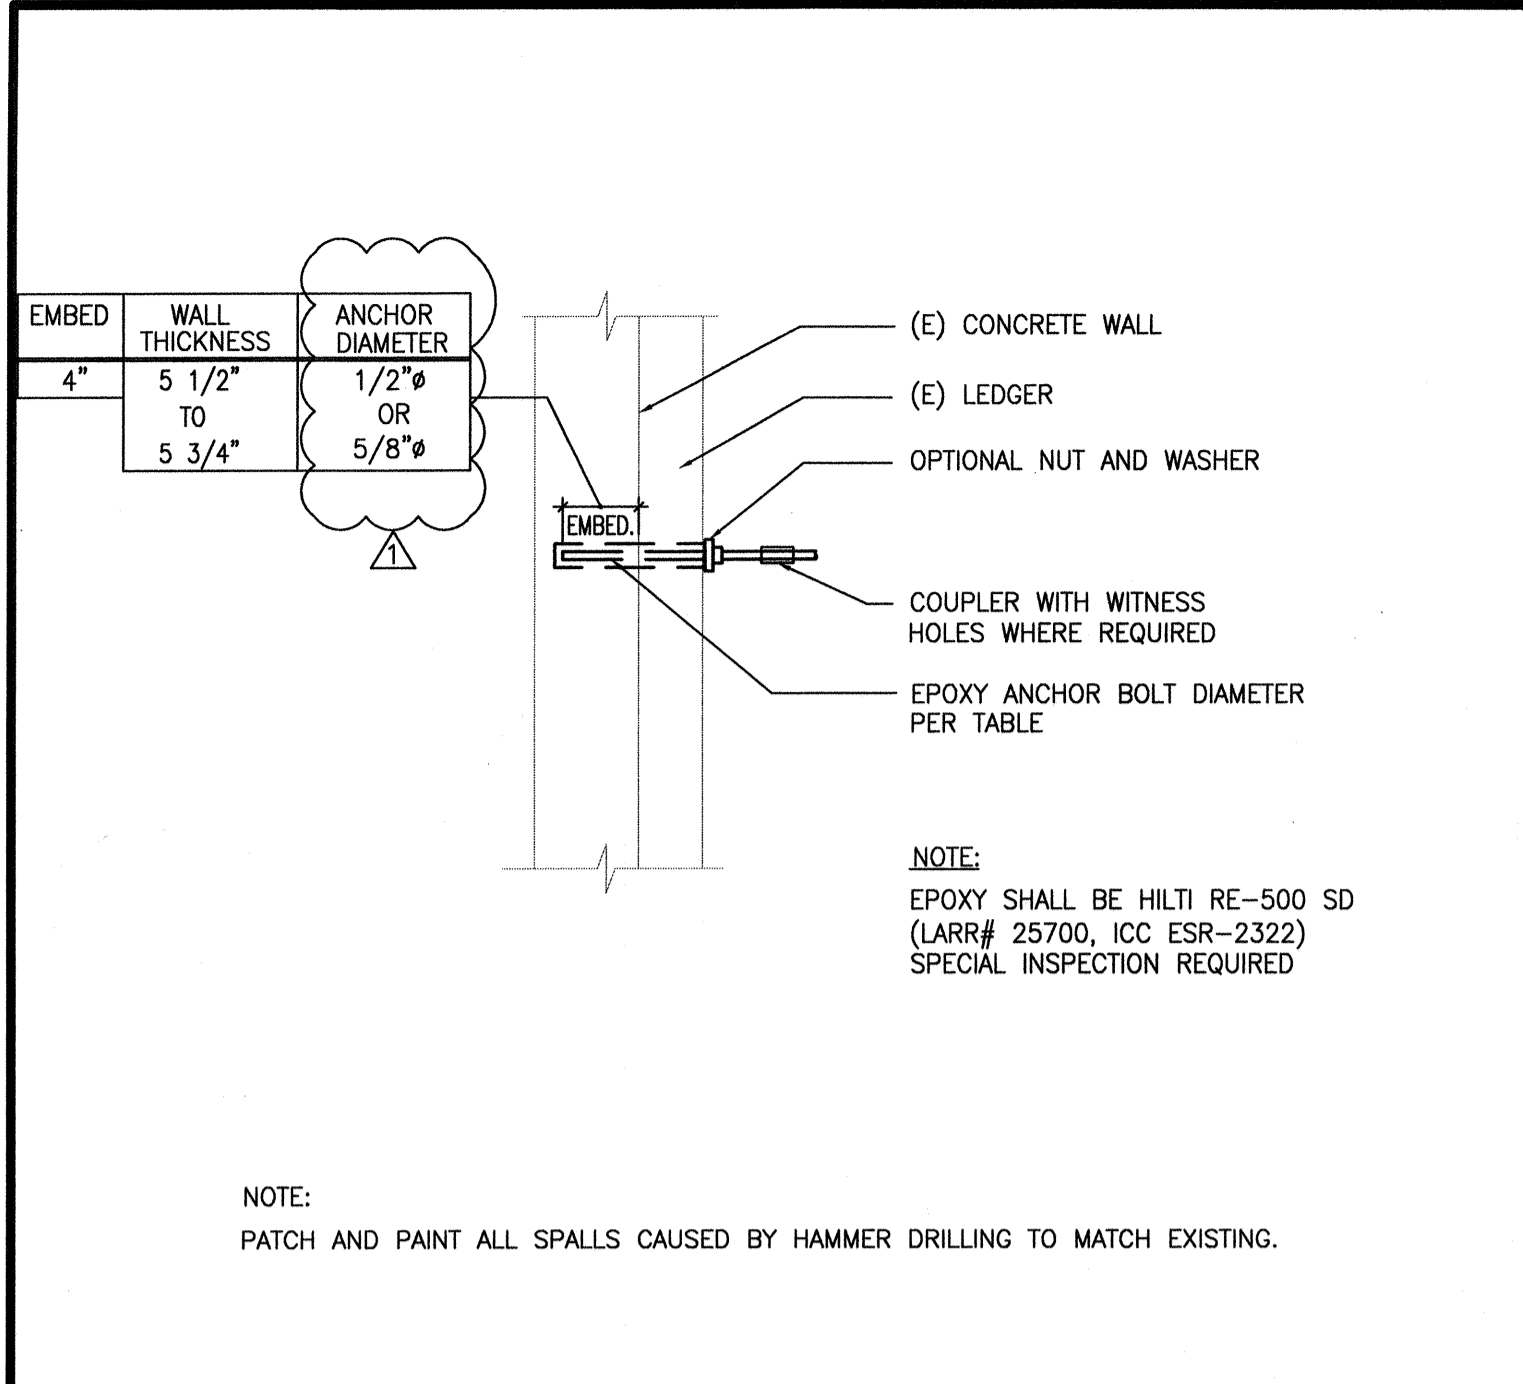 EMBED
WALL
THICKNESS
ANCHOR
DIAMETER
4"
5 1/2"
TO
5 3/4"
1/2"ø
OR
5/8"ø
1
EMBED.
(E) CONCRETE WALL
(E) LEDGER
OPTIONAL NUT AND WASHER
COUPLER WITH WITNESS
HOLES WHERE REQUIRED
EPOXY ANCHOR BOLT DIAMETER
PER TABLE
NOTE:
EPOXY SHALL BE HILTI RE-500 SD
(LARR# 25700, ICC ESR-2322)
SPECIAL INSPECTION REQUIRED
NOTE:
PATCH AND PAINT ALL SPALLS CAUSED BY HAMMER DRILLING TO MATCH EXISTING.